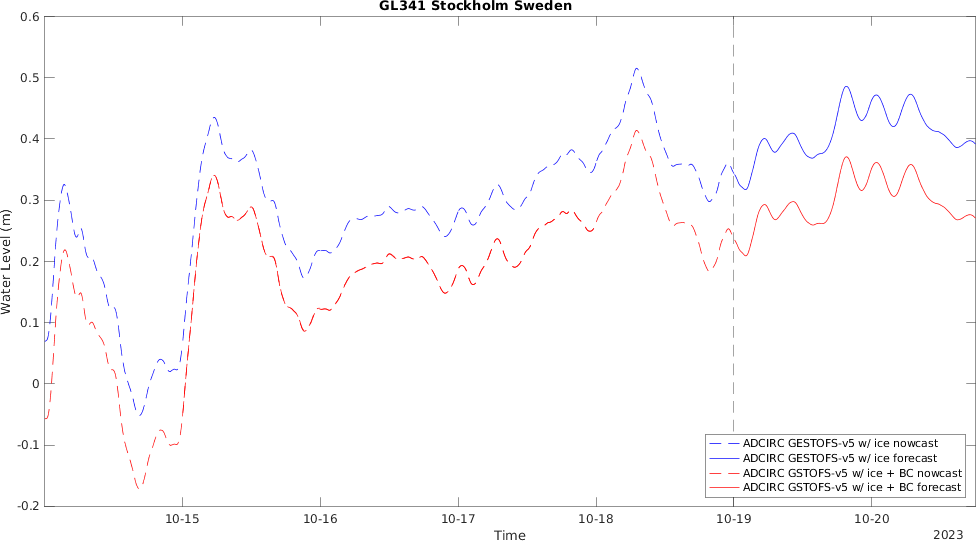 GL341 Stockholm Sweden
0.6
0.5
0.4
0.3
0.2
0.1
0
-0.1
-0.2
Water Level (m)
ADCIRC GESTOFS-v5 w/ ice nowcast
ADCIRC GESTOFS-v5 w/ ice forecast
ADCIRC GSTOFS-v5 w/ ice + BC nowcast
ADCIRC GSTOFS-v5 w/ ice + BC forecast
10-15 10-16 10-17 10-18 10-19 10-20
Time
2023